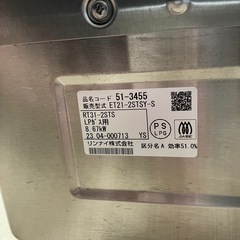 品名コード 51-3455
販売型式 ET21-2STSY-S
RT31-2STS
LPガス用
8.67kW
23.04-000713 YS
リンナイ株式会社
PS
LPG
区分名A 効率51.0%